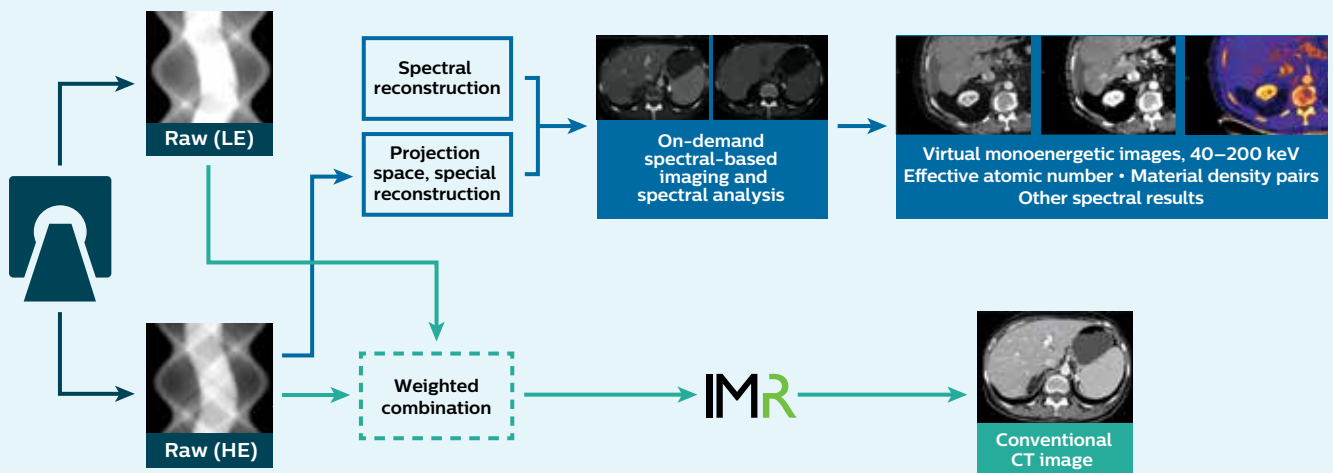 Raw (LE)
Spectral
reconstruction
Projection
space, special
reconstruction
On-demand
spectral-based
imaging and
spectral analysis
Virtual monoenergetic images, 40–200 keV
Effective atomic number • Material density pairs
Other spectral results
Raw (HE)
Weighted
combination
IMR
Conventional
CT image